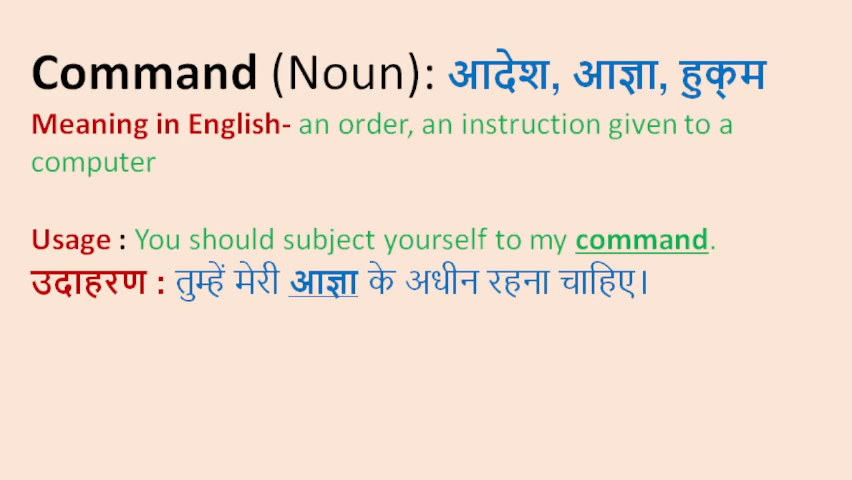 Command (Noun): आदेश, आज्ञा, हुक्म
Meaning in English- an order, an instruction given to a
computer
Usage : You should subject yourself to my command.
उदाहरण : तुम्हें मेरी आज्ञा के अधीन रहना चाहिए।